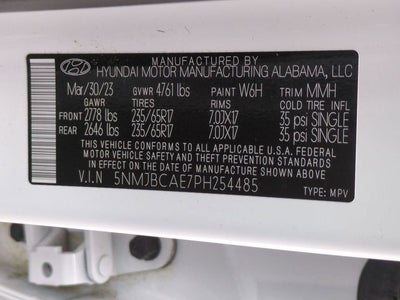 MANUFACTURED BY
HYUNDAI MOTOR MANUFACTURING ALABAMA, LLC
Mar/30/23 GVWR 4761 lbs PAINT W6H TRIM MMH
GAWR TIRES RIMS COLD TIRE INFL
FRONT 2778 lbs 235/65R17 7.0JX17 35 psi SINGLE
REAR 2646 lbs 235/65R17 7.0JX17 35 psi SINGLE
THIS VEHICLE CONFORMS TO ALL APPLICABLE U.S.A. FEDERAL
MOTOR VEHICLE SAFETY AND THEFT PREVENTION STANDARDS
IN EFFECT ON THE DATE OF MANUFACTURE SHOWN ABOVE.
V.I.N 5NMJBCAE7PH254485 TYPE: MPV